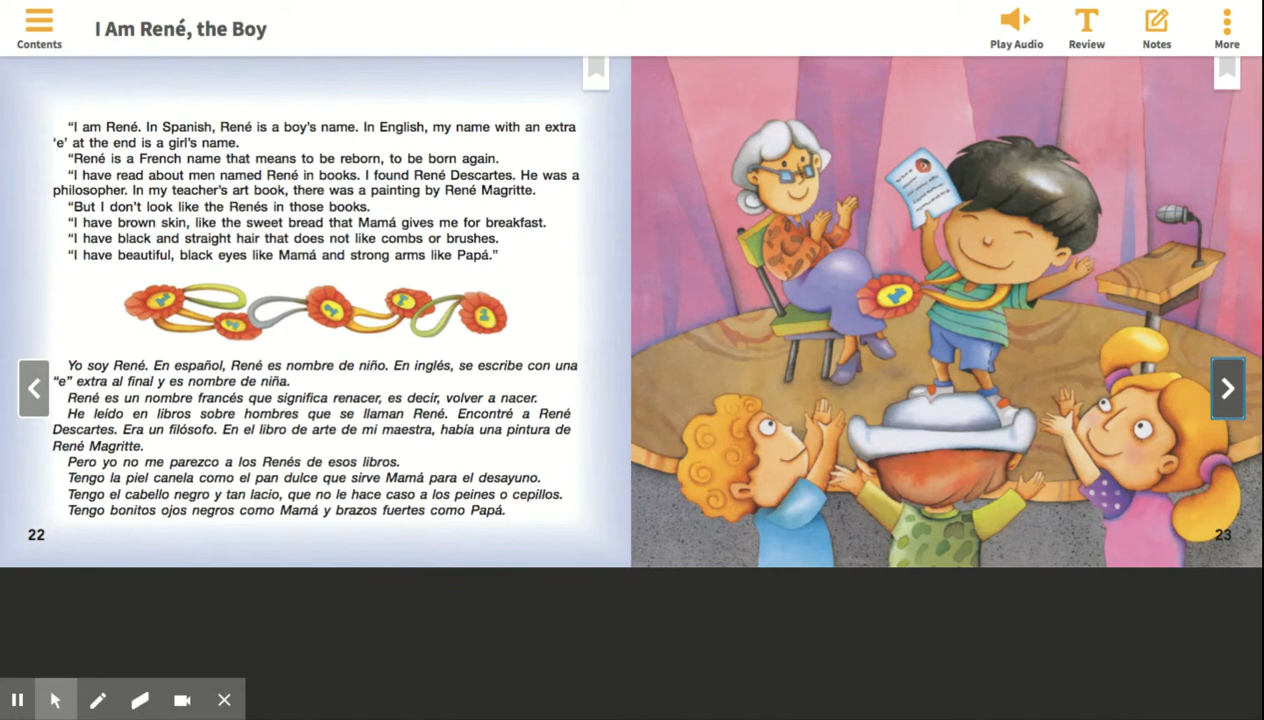 I Am René, the Boy
Contents
Play Audio
Review
Notes
More
“I am René. In Spanish, René is a boy’s name. In English, my name with an extra
‘e’ at the end is a girl’s name.
“René is a French name that means to be reborn, to be born again.
“I have read about men named René in books. I found René Descartes. He was a
philosopher. In my teacher’s art book, there was a painting by René Magritte.
“But I don’t look like the Renés in those books.
“I have brown skin, like the sweet bread that Mamá gives me for breakfast.
“I have black and straight hair that does not like combs or brushes.
“I have beautiful, black eyes like Mamá and strong arms like Papá.”
1
1
1
1
1
Yo soy René. En español, René es nombre de niño. En inglés, se escribe con una
“e” extra al final y es nombre de niña.
René es un nombre francés que significa renacer, es decir, volver a nacer.
He leído en libros sobre hombres que se llaman René. Encontré a René
Descartes. Era un filósofo. En el libro de arte de mi maestra, había una pintura de
René Magritte.
Pero yo no me parezco a los Renés de esos libros.
Tengo la piel canela como el pan dulce que sirve Mamá para el desayuno.
Tengo el cabello negro y tan lacio, que no le hace caso a los peines o cepillos.
Tengo bonitos ojos negros como Mamá y brazos fuertes como Papá.
22
1
23